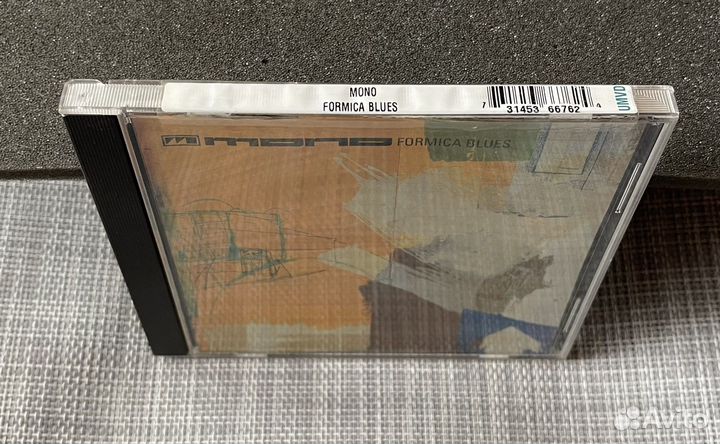 MONO
FORMICA BLUES
7 31453 66762 4
UMVD
mono FORMICA BLUES
Avito